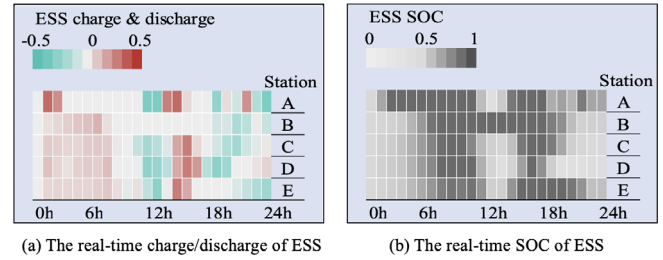 ESS charge & discharge
-0.5 0 0.5
Station
A
B
C
D
E
0h 6h 12h 18h 24h
(a) The real-time charge/discharge of ESS
ESS SOC
0 0.5 1
Station
A
B
C
D
E
0h 6h 12h 18h 24h
(b) The real-time SOC of ESS